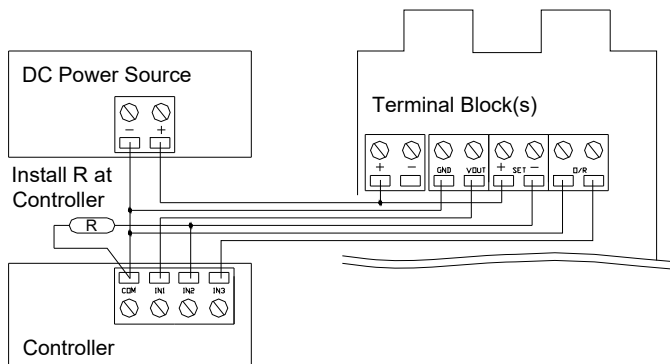 DC Power Source
- +
Install R at
Controller
R
COM IN1 IN2 IN3
Controller
Terminal Block(s)
+ - GND VOUT + SET - O/R